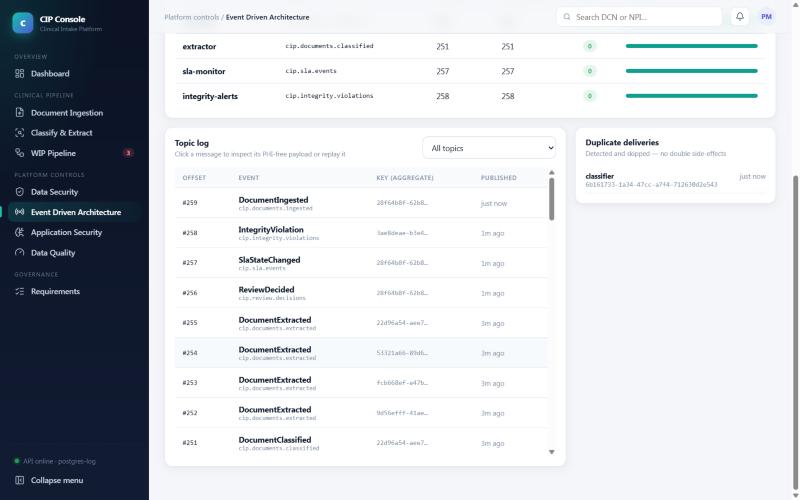 c
CIP Console
Clinical Intake Platform
OVERVIEW
Dashboard
CLINICAL PIPELINE
Document Ingestion
Classify & Extract
WIP Pipeline 3
PLATFORM CONTROLS
Data Security
Event Driven Architecture
Application Security
Data Quality
GOVERNANCE
Requirements
API online · postgres-log
Collapse menu
Platform controls / Event Driven Architecture
Search DCN or NPI...
PM
extractor cip.documents.classified 251 251 0
sla-monitor cip.sla.events 257 257 0
integrity-alerts cip.integrity.violations 258 258 0
Topic log
Click a message to inspect its PHI-free payload or replay it
All topics
OFFSET EVENT KEY (AGGREGATE) PUBLISHED
#259 DocumentIngested 28f64b8f-62b8… just now
cip.documents.ingested
#258 IntegrityViolation 3ae8deae-b3e4… 1m ago
cip.integrity.violations
#257 SlaStateChanged 28f64b8f-62b8… 1m ago
cip.sla.events
#256 ReviewDecided 28f64b8f-62b8… 1m ago
cip.review.decisions
#255 DocumentExtracted 22d96a54-aee7… 3m ago
cip.documents.extracted
#254 DocumentExtracted 53321a66-89d6… 3m ago
cip.documents.extracted
#253 DocumentExtracted fcb668ef-e47b… 3m ago
cip.documents.extracted
#252 DocumentExtracted 9d56efff-41ae… 3m ago
cip.documents.extracted
#251 DocumentClassified 22d96a54-aee7… 3m ago
cip.documents.classified
Duplicate deliveries
Detected and skipped — no double side-effects
classifier just now
6b161733-1a34-47cc-a7f4-712630d2e543